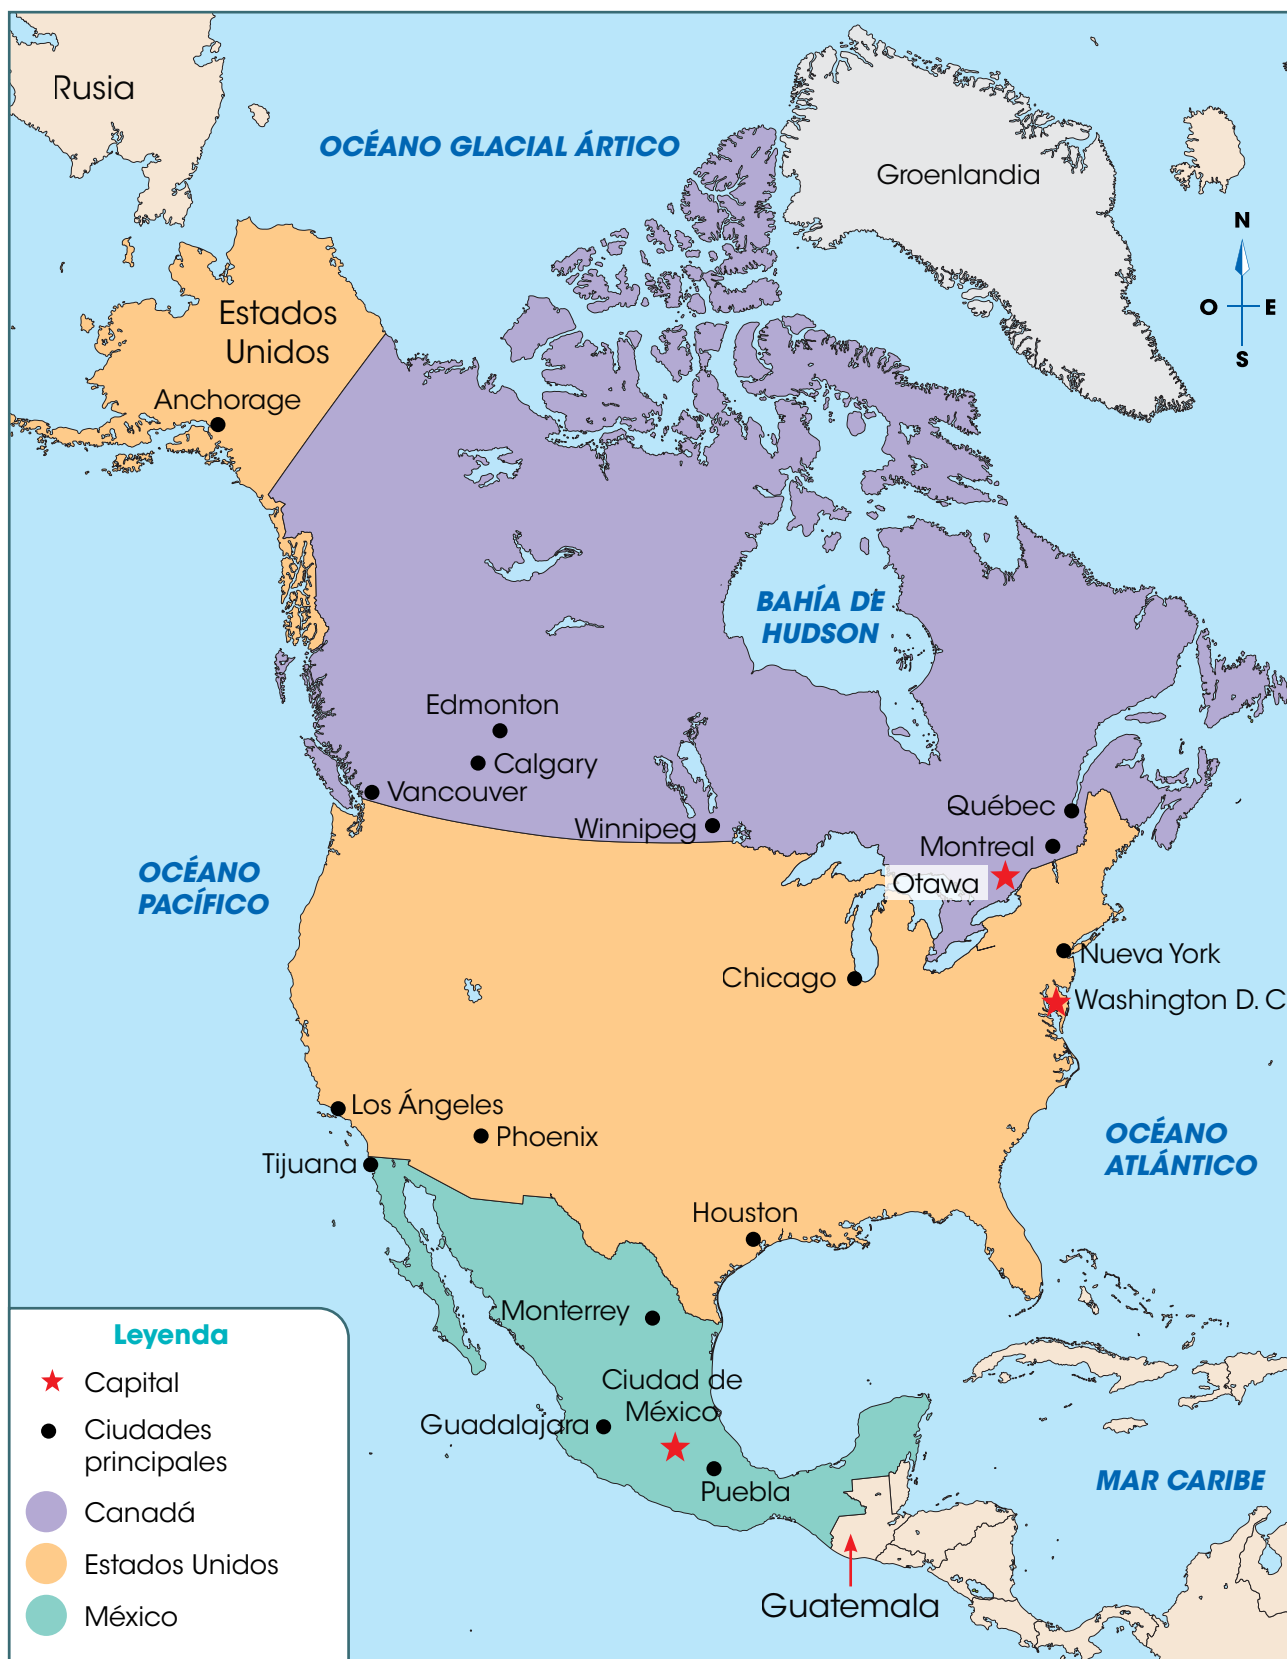 Rusia
OCÉANO GLACIAL ÁRTICO
Groenlandia
N
O
E
S
Estados
Unidos
Anchorage
BAHÍA DE
HUDSON
Edmonton
Calgary
Vancouver
Winnipeg
Québec
Montreal
Otawa
OCÉANO
PACÍFICO
Nueva York
Chicago
Washington D. C
Los Ángeles
Phoenix
OCÉANO
ATLÁNTICO
Tijuana
Houston
Monterrey
Ciudad de
México
Guadalajara
Puebla
MAR CARIBE
Guatemala
Leyenda
Capital
Ciudades
principales
Canadá
Estados Unidos
México